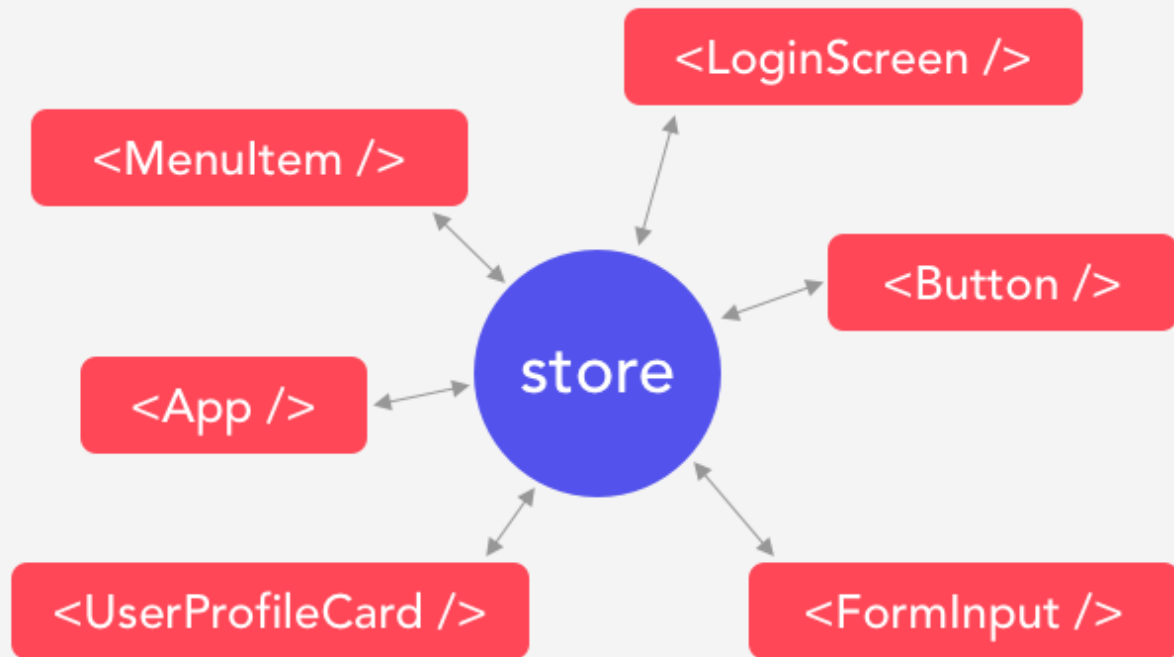 <LoginScreen />
<MenuItem />
<Button />
store
<App />
<UserProfileCard />
<FormInput />